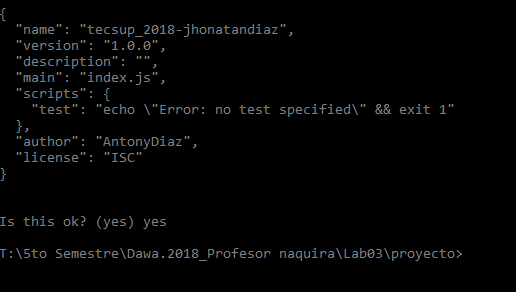 {
  "name": "tecsup_2018-jhonatandiaz",
  "version": "1.0.0",
  "description": "",
  "main": "index.js",
  "scripts": {
    "test": "echo \"Error: no test specified\" && exit 1"
  },
  "author": "AntonyDiaz",
  "license": "ISC"
}
Is this ok? (yes) yes
T:\5to Semestre\Dawa.2018_Profesor naquira\Lab03\proyecto>